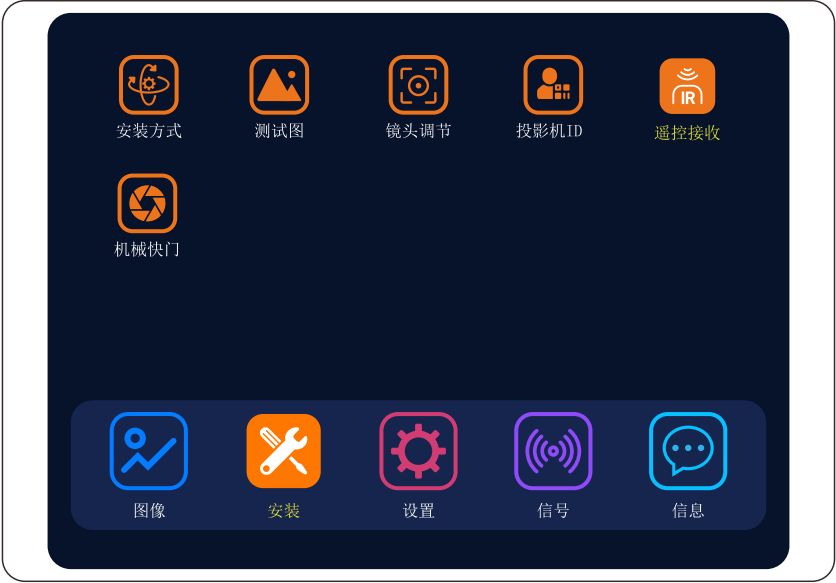 安装方式
测试图
镜头调节
投影机ID
IR
遥控接收
机械快门
图像
安装
设置
信号
信息